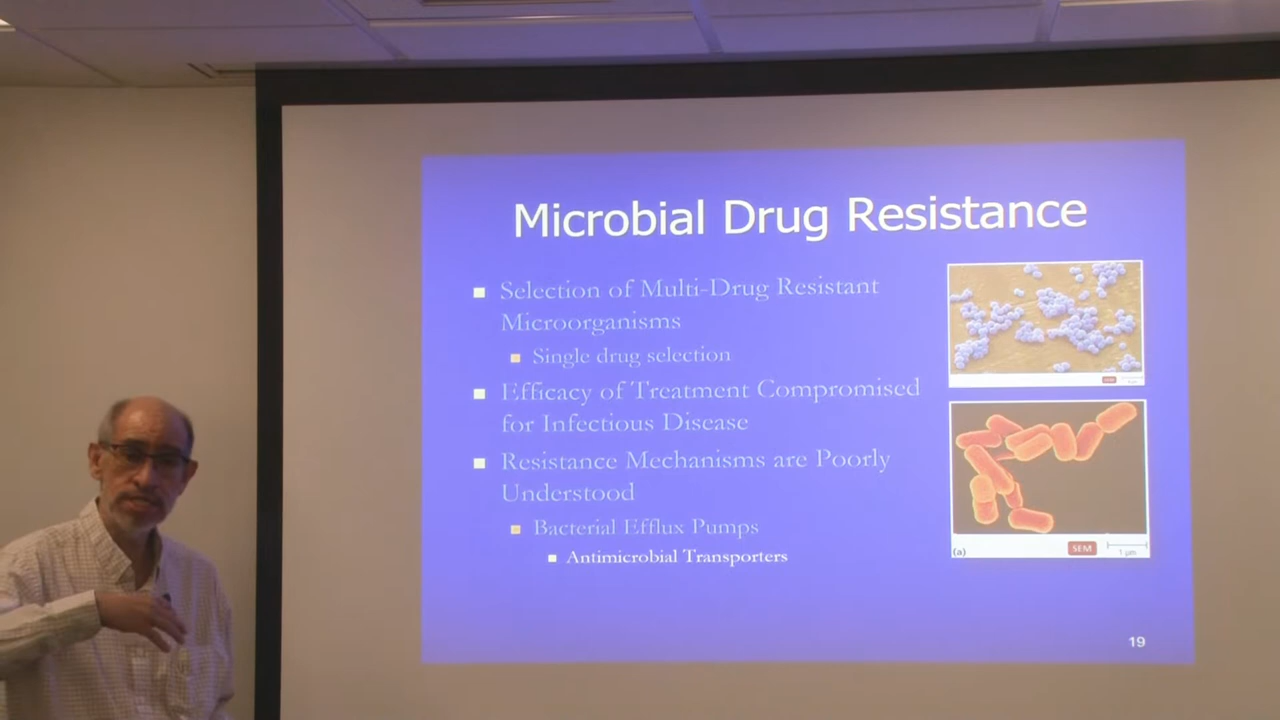 Microbial Drug Resistance
Selection of Multi-Drug Resistant
Microorganisms
Single drug selection
Efficacy of Treatment Compromised
for Infectious Disease
Resistance Mechanisms are Poorly
Understood
Bacterial Efflux Pumps
Antimicrobial Transporters
SEM
(a) SEM 1 µm
19